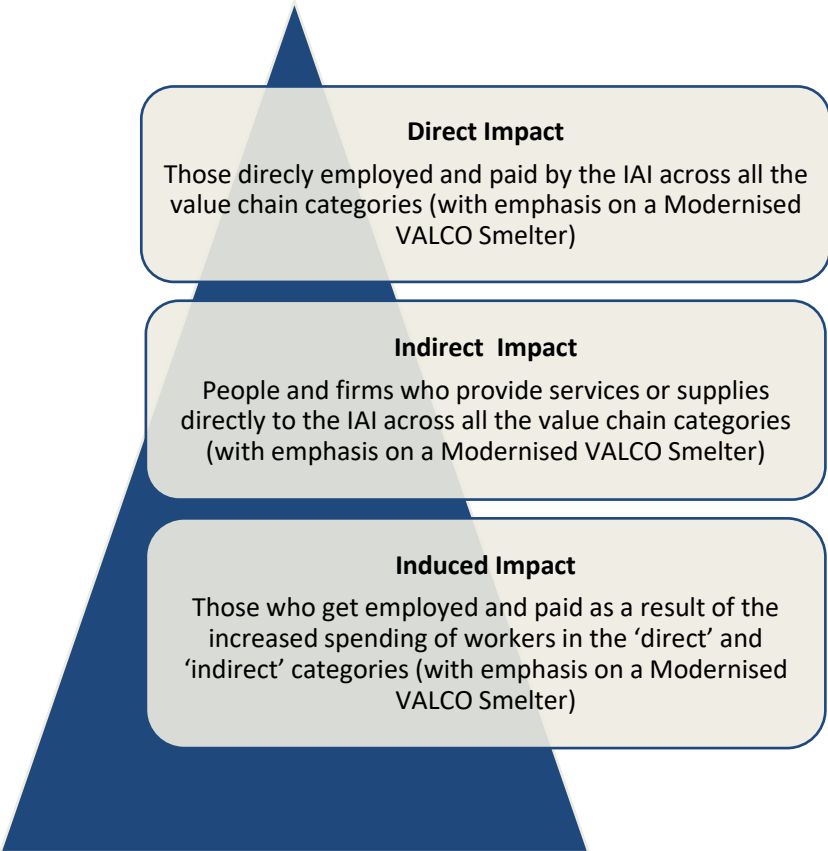 Direct Impact
Those direcly employed and paid by the IAI across all the
value chain categories (with emphasis on a Modernised
VALCO Smelter)
Indirect  Impact
People and firms who provide services or supplies
directly to the IAI across all the value chain categories
(with emphasis on a Modernised VALCO Smelter)
Induced Impact
Those who get employed and paid as a result of the
increased spending of workers in the ‘direct’ and
‘indirect’ categories (with emphasis on a Modernised
VALCO Smelter)